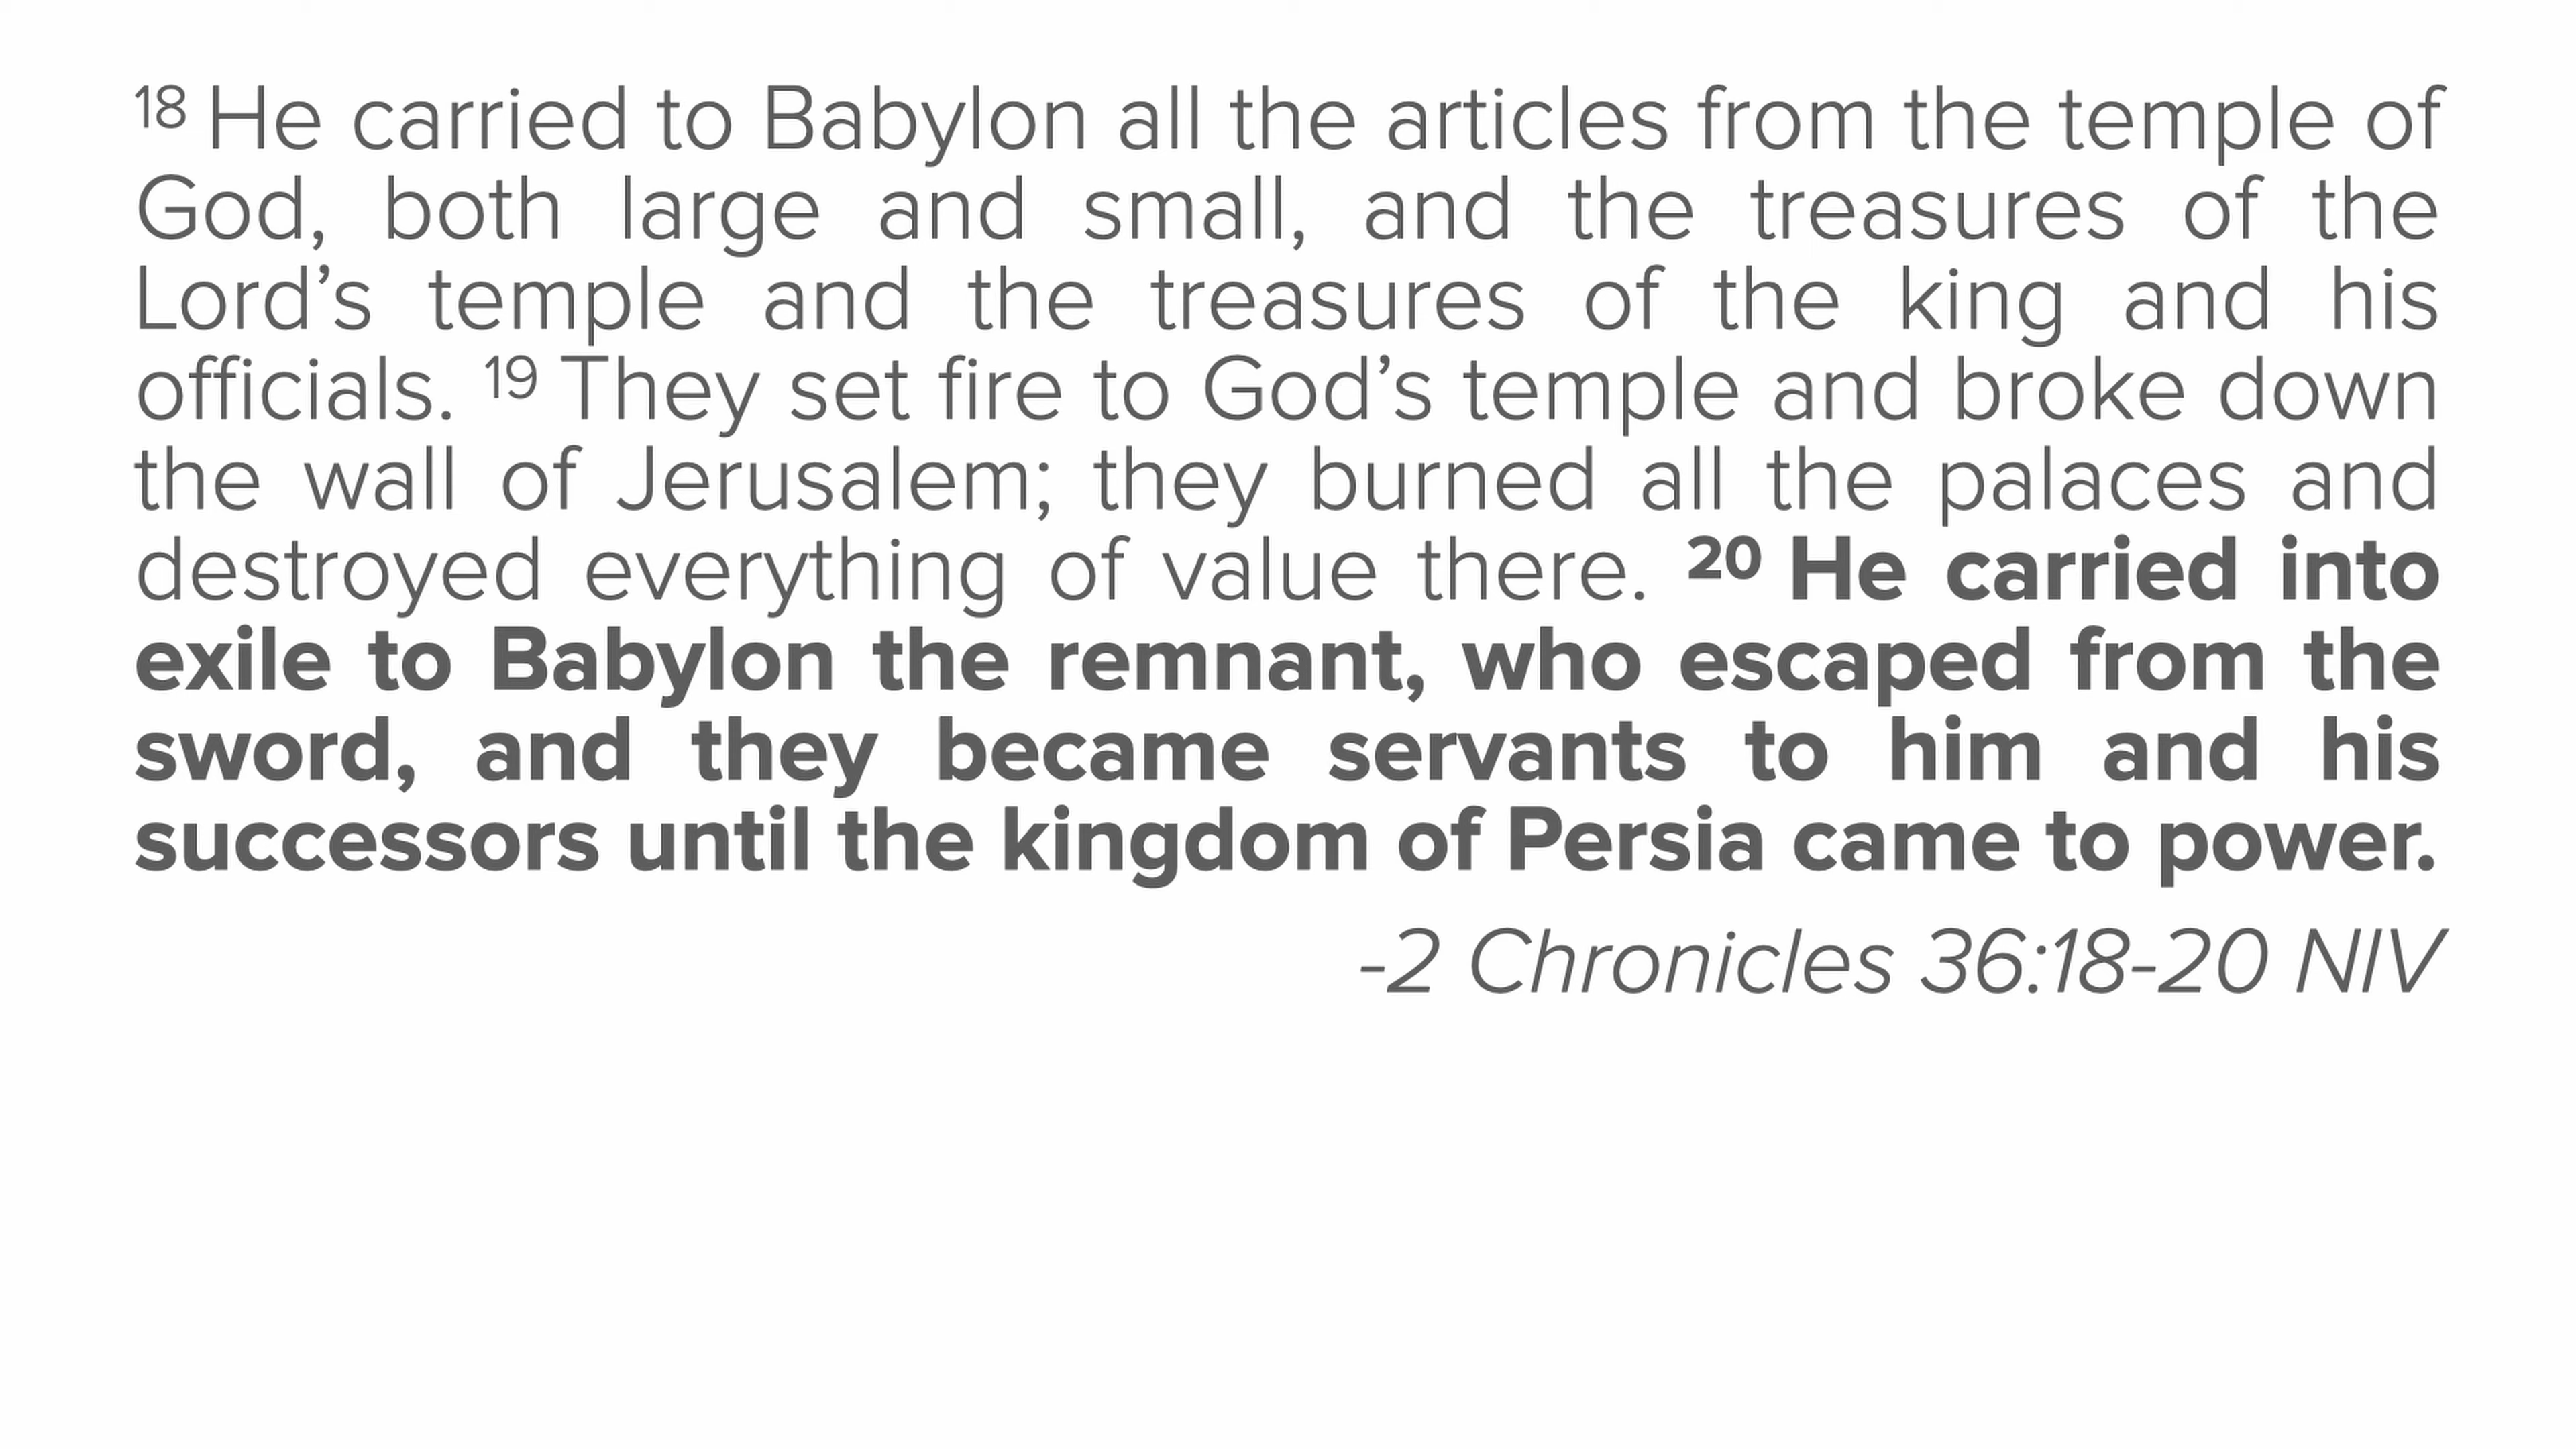 18 He carried to Babylon all the articles from the temple of
God, both large and small, and the treasures of the
Lord’s temple and the treasures of the king and his
officials. 19 They set fire to God’s temple and broke down
the wall of Jerusalem; they burned all the palaces and
destroyed everything of value there. 20 He carried into
exile to Babylon the remnant, who escaped from the
sword, and they became servants to him and his
successors until the kingdom of Persia came to power.
-2 Chronicles 36:18-20 NIV